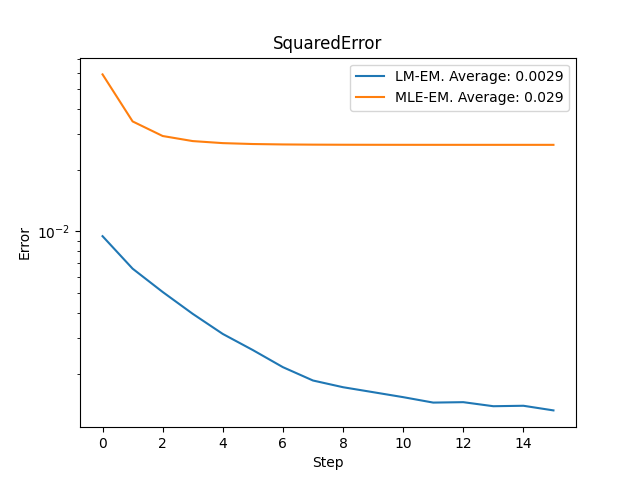 SquaredError
LM-EM. Average: 0.0029
MLE-EM. Average: 0.029
Error
10⁻²
0 2 4 6 8 10 12 14
Step